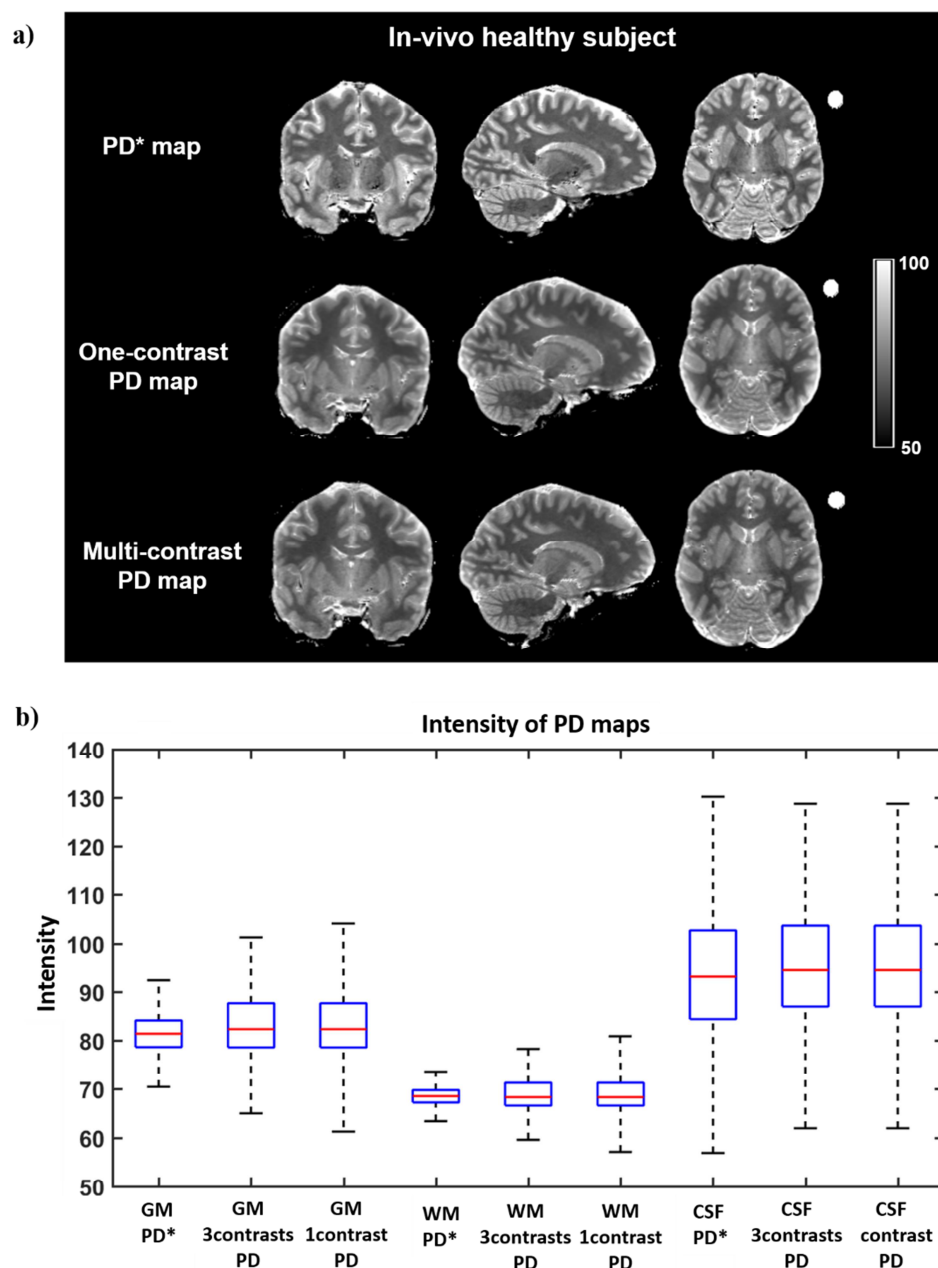 a)
In-vivo healthy subject
PD* map
One-contrast
PD map
100
50
Multi-contrast
PD map
b)
Intensity of PD maps
140
130
120
110
100
90
80
70
60
50
Intensity
GM
PD*
GM
3contrasts
PD
GM
1contrast
PD
WM
PD*
WM
3contrasts
PD
WM
1contrast
PD
CSF
PD*
CSF
3contrasts
PD
CSF
contrast
PD